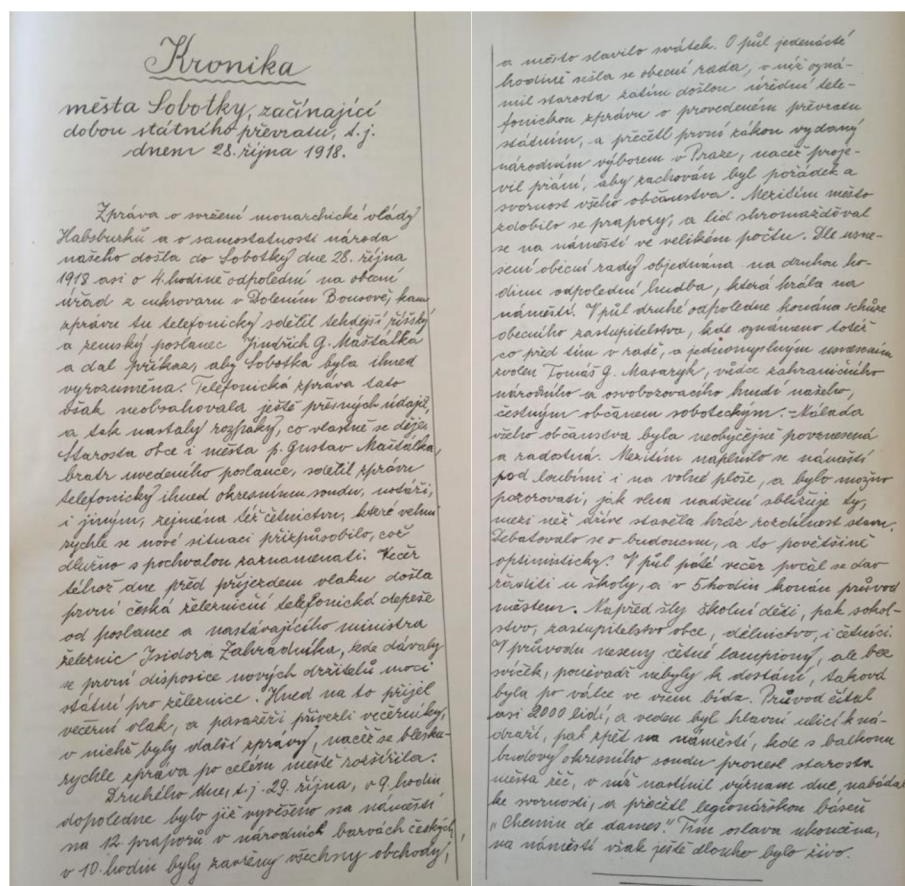 Kronika
města Sobotky, začínající
dobou státního převratu, t. j.
dnem 28. října 1918.
Zpráva o svržení monarchické vlády
Habsburků a o samostatnosti národa
našeho došla do Sobotky dne 28. října
1918 asi o 4. hodině odpolední na obecní
úřad z cukrovaru v Dolením Bousově, kam
zprávu tu telefonicky sdělil tehdejší říšský
a zemský poslanec Jindřich G. Maštálka
a dal příkaz, aby Sobotka byla ihned
vyrozuměna. Telefonická zpráva tato
však neobsahovala ještě přesných údajů,
a tak nastaly rozpaky, co vlastně se děje.
Starosta obce i města p. Gustav Maštálka,
bratr uvedeného poslance, sdělil zprávu
telefonicky ihned okresnímu soudu, notáři,
i jiným, zejména též četnictvu, které velmi
rychle se nové situaci přizpůsobilo, což
dlužno s pochvalou zaznamenati. Večer
téhož dne před příjezdem vlaku došla
první česká železniční telefonická depeše
od poslance a nastávajícího ministra
železnic Isidora Zahradníka, kde dávaly
se první disposice nových držitelů moci
státní pro železnice. Hned na to přijel
večerní vlak, a pasažéři přivezli večerníky,
v nichž byly další zprávy, načež se blesku-
rychle zpráva po celém městě rozšířila.
Druhého dne, t. j. 29. října, v 9. hodin
dopoledne bylo již vyvěšeno na náměstí
na 12 praporů v národních barvách českých,
v 10. hodin byly zavřeny všechny obchody,
a město slavilo svátek. O půl jedenácté
hodině sešla se obecní rada, v níž ozná-
mil starosta zatím došlou úřední tele-
fonickou zprávu o provedeném převratu
státním, a přečetl první zákon vydaný
národním výborem v Praze, načež proje-
vil přání, aby zachován byl pořádek a
svornost všeho občanstva. Mezitím město
zdobilo se prapory, a lid shromažďoval
se na náměstí ve velikém počtu. Dle usne-
sení obecní rady objednána na druhou ho-
dinu odpolední hudba, která hrála na
náměstí. V půl druhé odpoledne konána schůze
obecního zastupitelstva, kde oznámeno totéž
co před tím v radě, a jednomyslným usnesením
zvolen Tomáš G. Masaryk, vůdce zahraničního
národního a osvobozovacího hnutí našeho,
čestným občanem soboteckým. - Nálada
všeho občanstva byla neobyčejně povznesená
a radostná. Mezitím naplnilo se náměstí
pod loubími i na volné ploše, a bylo možno
pozorovati, jak vlna nadšení sbližuje ty,
mezi něž dříve stavěla hráz rozdílnost stavu.
Debatovalo se o budoucnu, a to povětšině
optimisticky. V půl páté večer počal se dav
řaditi u školy, a v 5 hodin konán průvod
městem. Napřed šly školní děti, pak sokol-
stvo, zastupitelstvo obce, dělnictvo, i četníci.
V průvodu neseny četné lampiony, ale bez
svíček, poněvadž nebyly k dostání, taková
byla po válce ve všem bída. Průvod čítal
asi 2000 lidí, a veden byl hlavní ulicí k ná-
draží, pak zpět na náměstí, kde s balkonu
budovy okresního soudu pronesl starosta
města řeč, v níž nastínil význam dne, nabádal
ke svornosti, a přečetl legionářskou báseň
"Chemin de dames." Tím oslava ukončena,
na náměstí však ještě dlouho bylo živo.